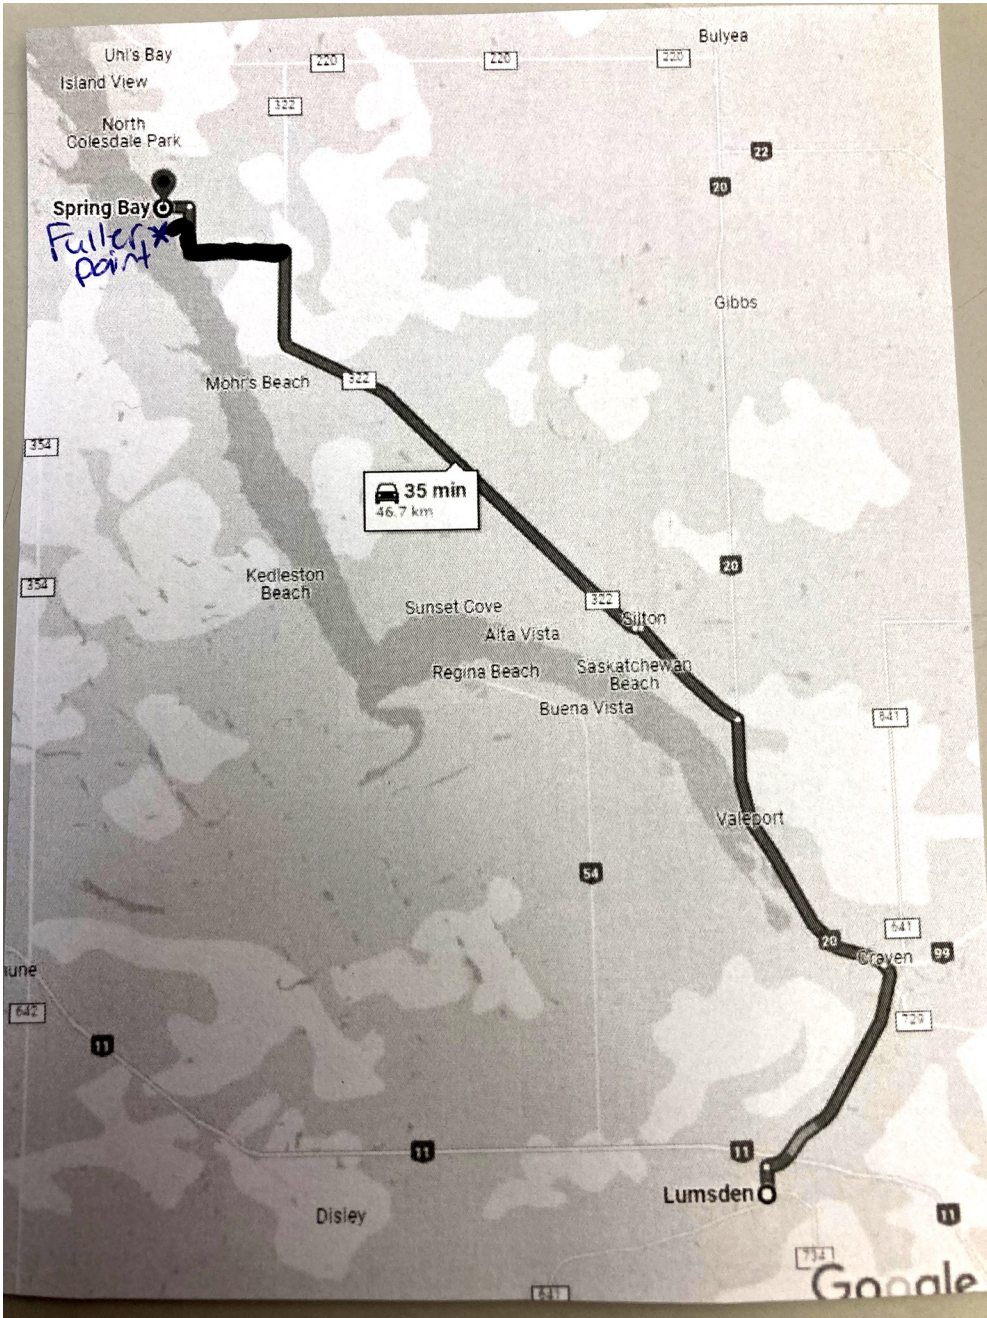 Bulyea
Uhl's Bay
220
220
220
Island View
322
North
Colesdale Park
22
20
Spring Bay
Fuller
point
Gibbs
322
Mohr's Beach
354
35 min
46.7 km
20
Kedleston
Beach
354
322
Sunset Cove
Silton
Alta Vista
Saskatchewan
Beach
Regina Beach
Buena Vista
641
Valeport
54
641
20
Craven
99
642
729
11
11
11
Lumsden
Disley
11
734
641
Google